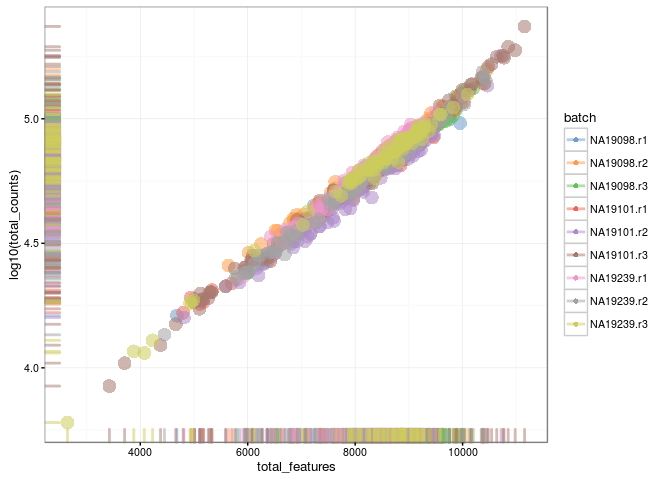 5.0
4.5
4.0
log10(total_counts)
4000
6000
8000
10000
total_features
batch
NA19098.r1
NA19098.r2
NA19098.r3
NA19101.r1
NA19101.r2
NA19101.r3
NA19239.r1
NA19239.r2
NA19239.r3